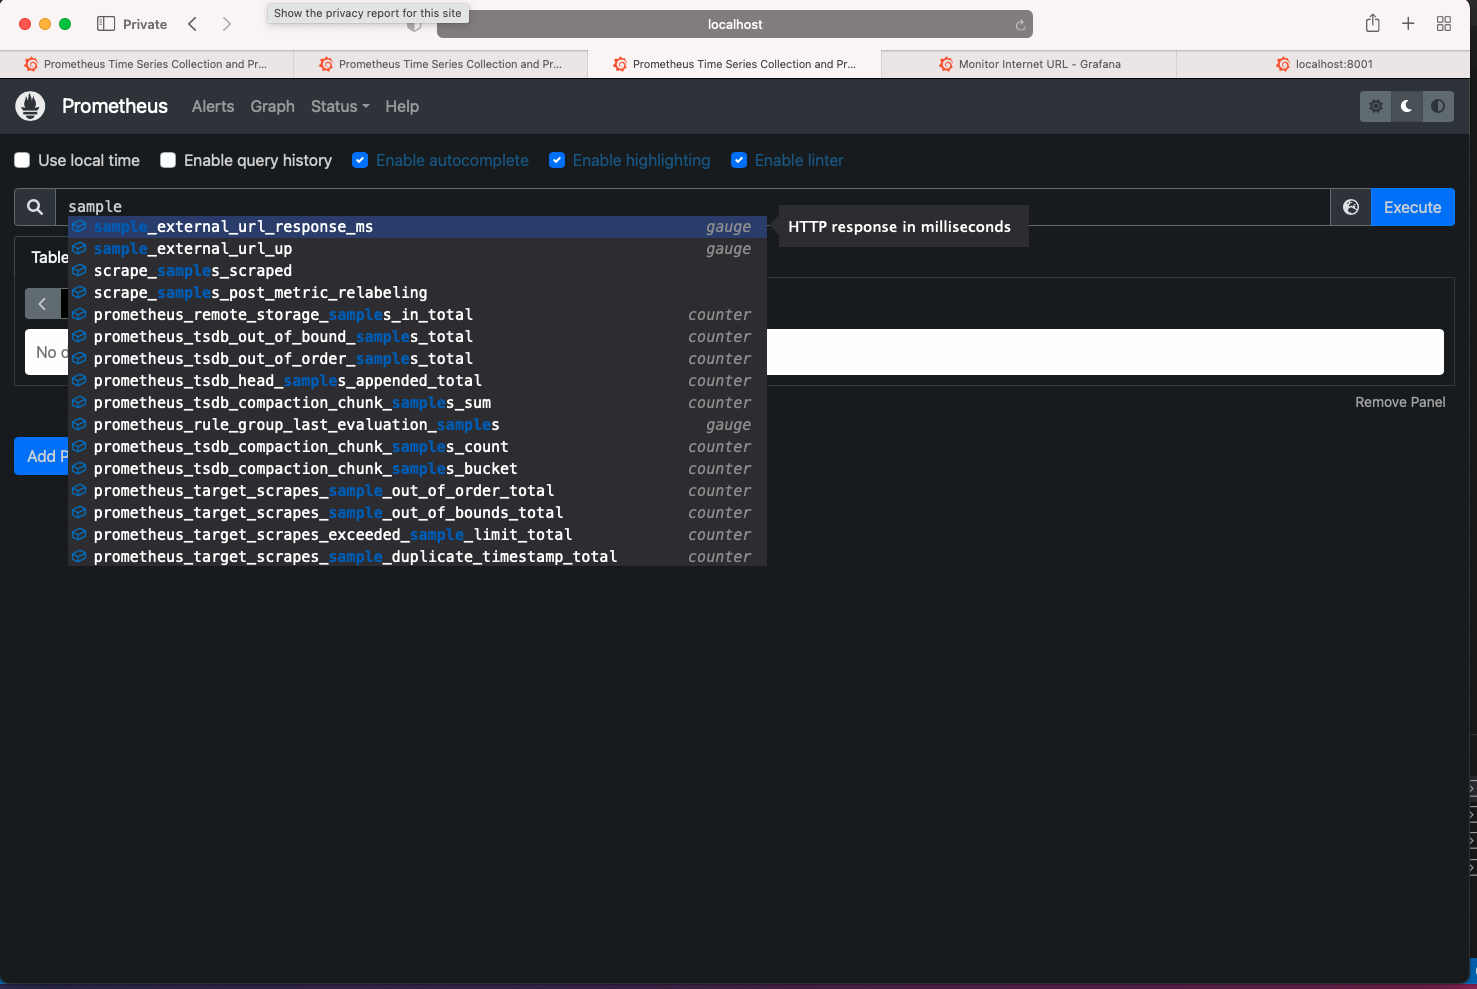 Show the privacy report for this site
Private
localhost
Prometheus Time Series Collection and Pr...
Prometheus Time Series Collection and Pr...
Prometheus Time Series Collection and Pr...
Monitor Internet URL - Grafana
localhost:8001
Prometheus Alerts Graph Status Help
Use local time Enable query history Enable autocomplete Enable highlighting Enable linter
sample
Execute
sample_external_url_response_ms gauge
HTTP response in milliseconds
sample_external_url_up gauge
Table
scrape_samples_scraped
scrape_samples_post_metric_relabeling
prometheus_remote_storage_samples_in_total counter
prometheus_tsdb_out_of_bound_samples_total counter
No d
prometheus_tsdb_out_of_order_samples_total counter
prometheus_tsdb_head_samples_appended_total counter
prometheus_tsdb_compaction_chunk_samples_sum counter
Remove Panel
prometheus_rule_group_last_evaluation_samples gauge
prometheus_tsdb_compaction_chunk_samples_count counter
Add P
prometheus_tsdb_compaction_chunk_samples_bucket counter
prometheus_target_scrapes_sample_out_of_order_total counter
prometheus_target_scrapes_sample_out_of_bounds_total counter
prometheus_target_scrapes_exceeded_sample_limit_total counter
prometheus_target_scrapes_sample_duplicate_timestamp_total counter